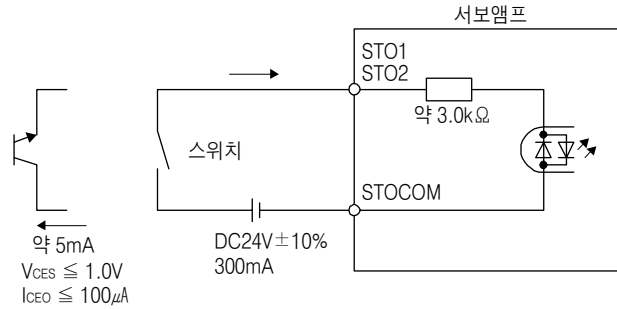 서보앰프
STO1
STO2
약 3.0kΩ
스위치
STOCOM
약 5mA
DC24V±10%
300mA
VCES ≦ 1.0V
ICEO ≦ 100μA